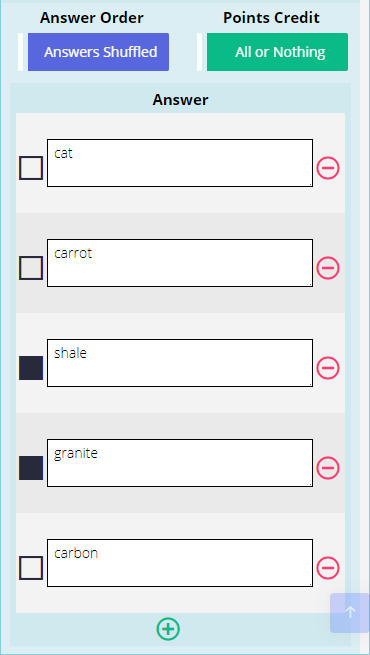 Answer Order Points Credit
Answers Shuffled All or Nothing
Answer
cat
carrot
shale
granite
carbon